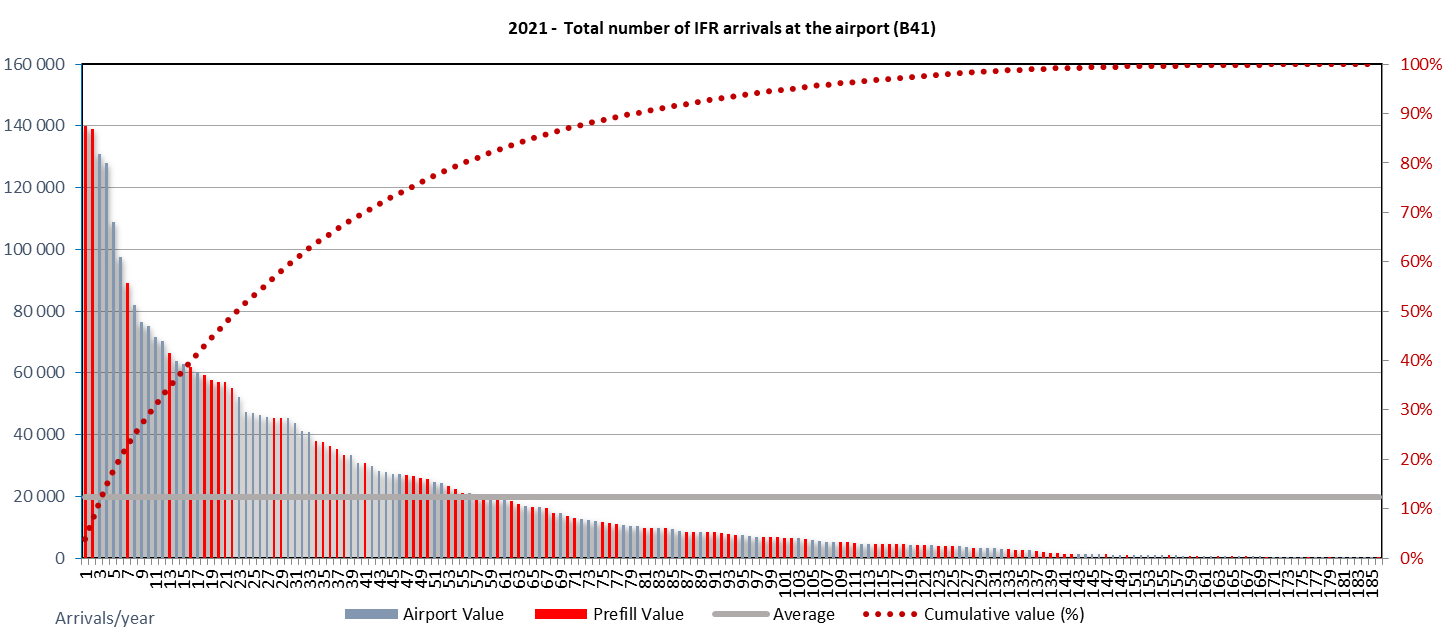 2021 - Total number of IFR arrivals at the airport (B41)
160 000
140 000
120 000
100 000
80 000
60 000
40 000
20 000
0
100%
90%
80%
70%
60%
50%
40%
30%
20%
10%
0%
1 3 5 7 9 11 13 15 17 19 21 23 25 27 29 31 33 35 37 39 41 43 45 47 49 51 53 55 57 59 61 63 65 67 69 71 73 75 77 79 81 83 85 87 89 91 93 95 97 99 101 103 105 107 109 111 113 115 117 119 121 123 125 127 129 131 133 135 137 139 141 143 145 147 149 151 153 155 157 159 161 163 165 167 169 171 173 175 177 179 181 183 185
Arrivals/year
Airport Value
Prefill Value
Average
Cumulative value (%)